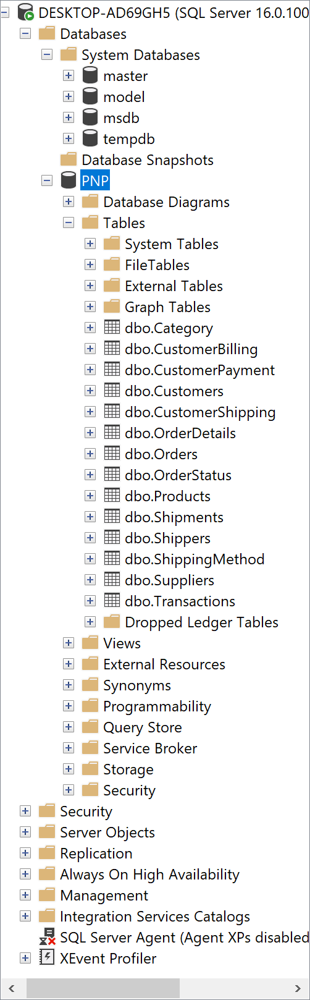 DESKTOP-AD69GH5 (SQL Server 16.0.100
Databases
System Databases
master
model
msdb
tempdb
Database Snapshots
PNP
Database Diagrams
Tables
System Tables
FileTables
External Tables
Graph Tables
dbo.Category
dbo.CustomerBilling
dbo.CustomerPayment
dbo.Customers
dbo.CustomerShipping
dbo.OrderDetails
dbo.Orders
dbo.OrderStatus
dbo.Products
dbo.Shipments
dbo.Shippers
dbo.ShippingMethod
dbo.Suppliers
dbo.Transactions
Dropped Ledger Tables
Views
External Resources
Synonyms
Programmability
Query Store
Service Broker
Storage
Security
Security
Server Objects
Replication
Always On High Availability
Management
Integration Services Catalogs
SQL Server Agent (Agent XPs disabled
XEvent Profiler